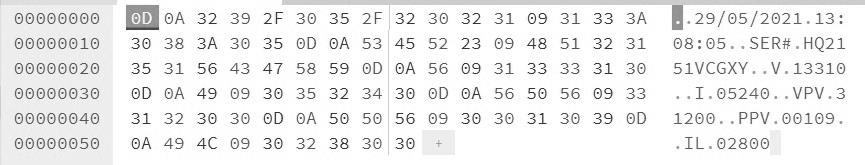 00000000 0D 0A 32 39 2F 30 35 2F 32 30 32 31 09 31 33 3A ..29/05/2021.13:
00000010 30 38 3A 30 35 0D 0A 53 45 52 23 09 48 51 32 31 08:05..SER#.HQ21
00000020 35 31 56 43 47 58 59 0D 0A 56 09 31 33 33 31 30 51VCGXY..V.13310
00000030 0D 0A 49 09 30 35 32 34 30 0D 0A 56 50 56 09 33 ..I.05240..VPV.3
00000040 31 32 30 30 0D 0A 50 50 56 09 30 30 31 30 39 0D 1200..PPV.00109.
00000050 0A 49 4C 09 30 32 38 30 30 + .IL.02800